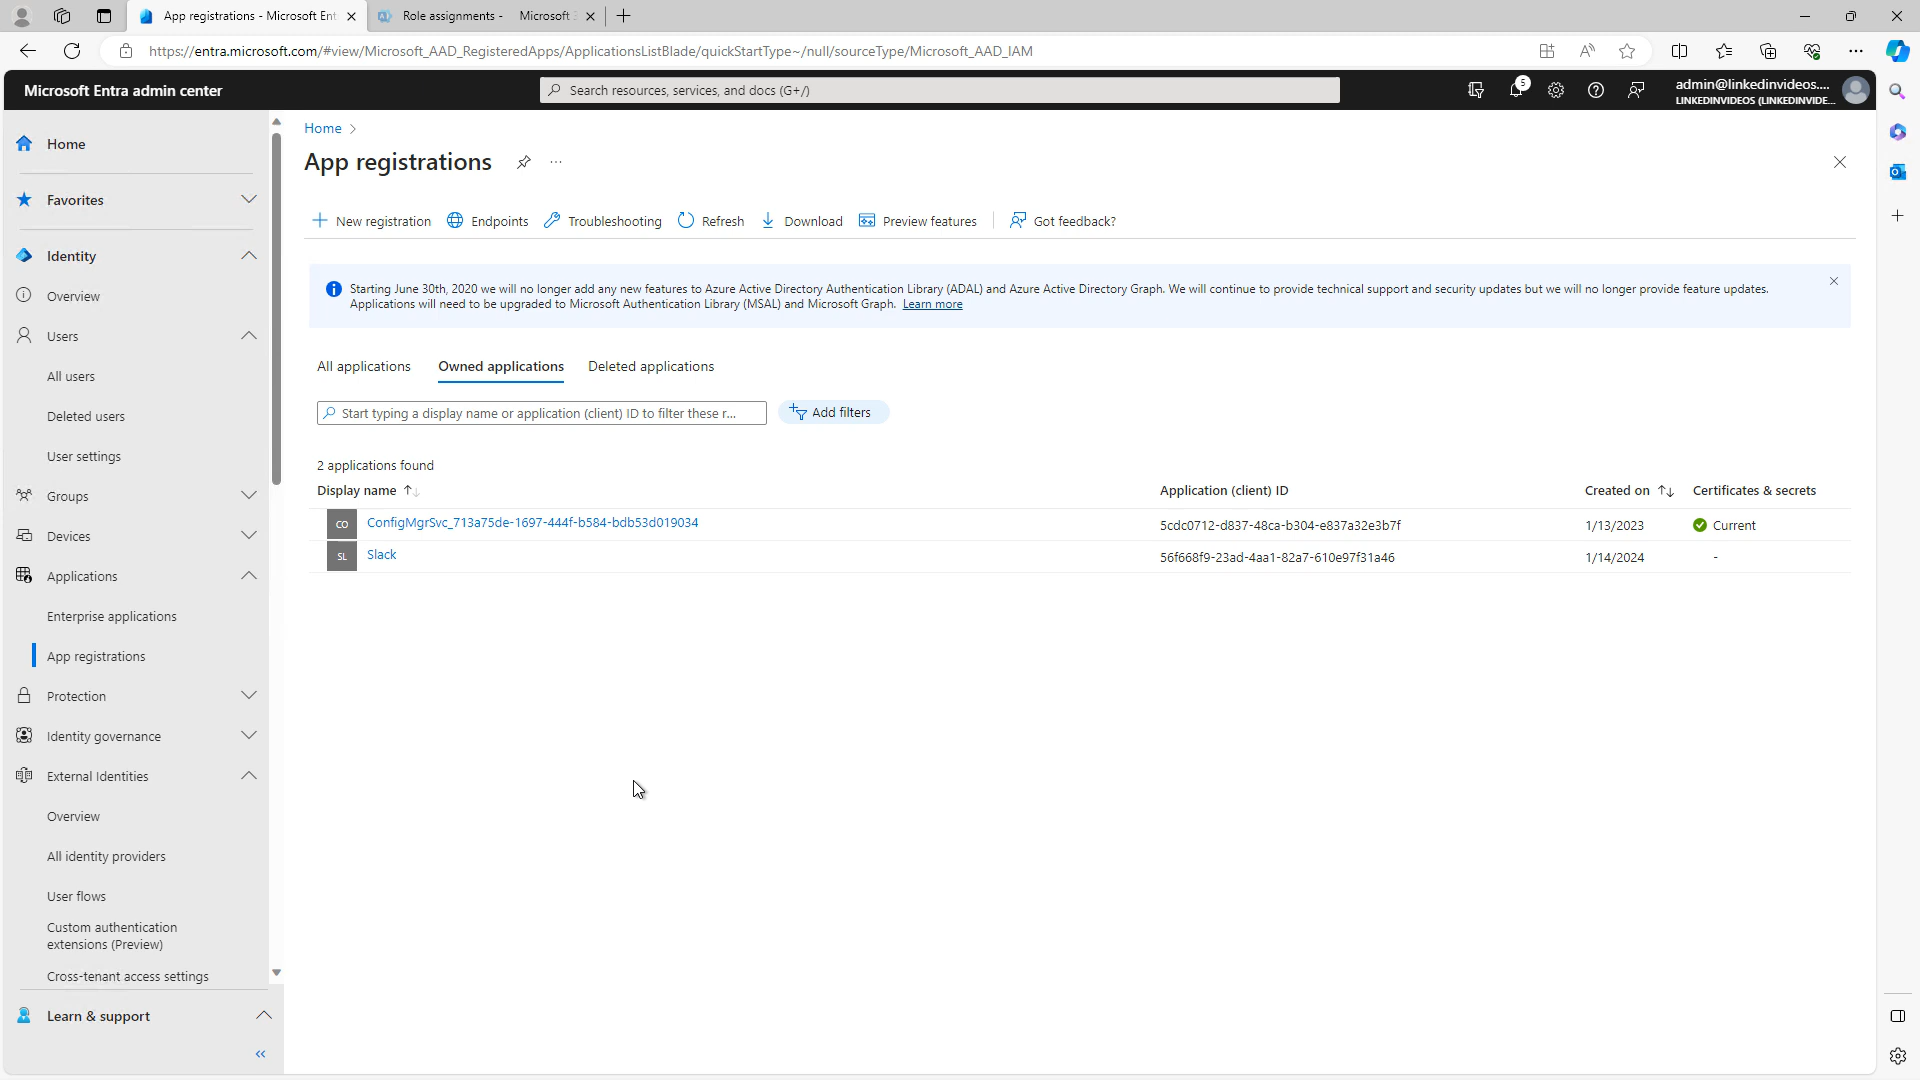 App registrations - Microsoft Ent
Role assignments -
Microsoft
https://entra.microsoft.com/#view/Microsoft_AAD_RegisteredApps/ApplicationsListBlade/quickStartType~/null/sourceType/Microsoft_AAD_IAM
Microsoft Entra admin center
Search resources, services, and docs (G+/)
5
admin@linkedinvideos....
LINKEDINVIDEOS (LINKEDINVIDE...
Home
Favorites
Identity
Overview
Users
All users
Deleted users
User settings
Groups
Devices
Applications
Enterprise applications
App registrations
Protection
Identity governance
External Identities
Overview
All identity providers
User flows
Custom authentication
extensions (Preview)
Cross-tenant access settings
Learn & support
Home >
App registrations
New registration
Endpoints
Troubleshooting
Refresh
Download
Preview features
Got feedback?
Starting June 30th, 2020 we will no longer add any new features to Azure Active Directory Authentication Library (ADAL) and Azure Active Directory Graph. We will continue to provide technical support and security updates but we will no longer provide feature updates.
Applications will need to be upgraded to Microsoft Authentication Library (MSAL) and Microsoft Graph. Learn more
All applications
Owned applications
Deleted applications
Start typing a display name or application (client) ID to filter these r...
Add filters
2 applications found
Display name
Application (client) ID
Created on
Certificates & secrets
CO
ConfigMgrSvc_713a75de-1697-444f-b584-bdb53d019034
5cdc0712-d837-48ca-b304-e837a32e3b7f
1/13/2023
Current
SL
Slack
56f668f9-23ad-4aa1-82a7-610e97f31a46
1/14/2024
-